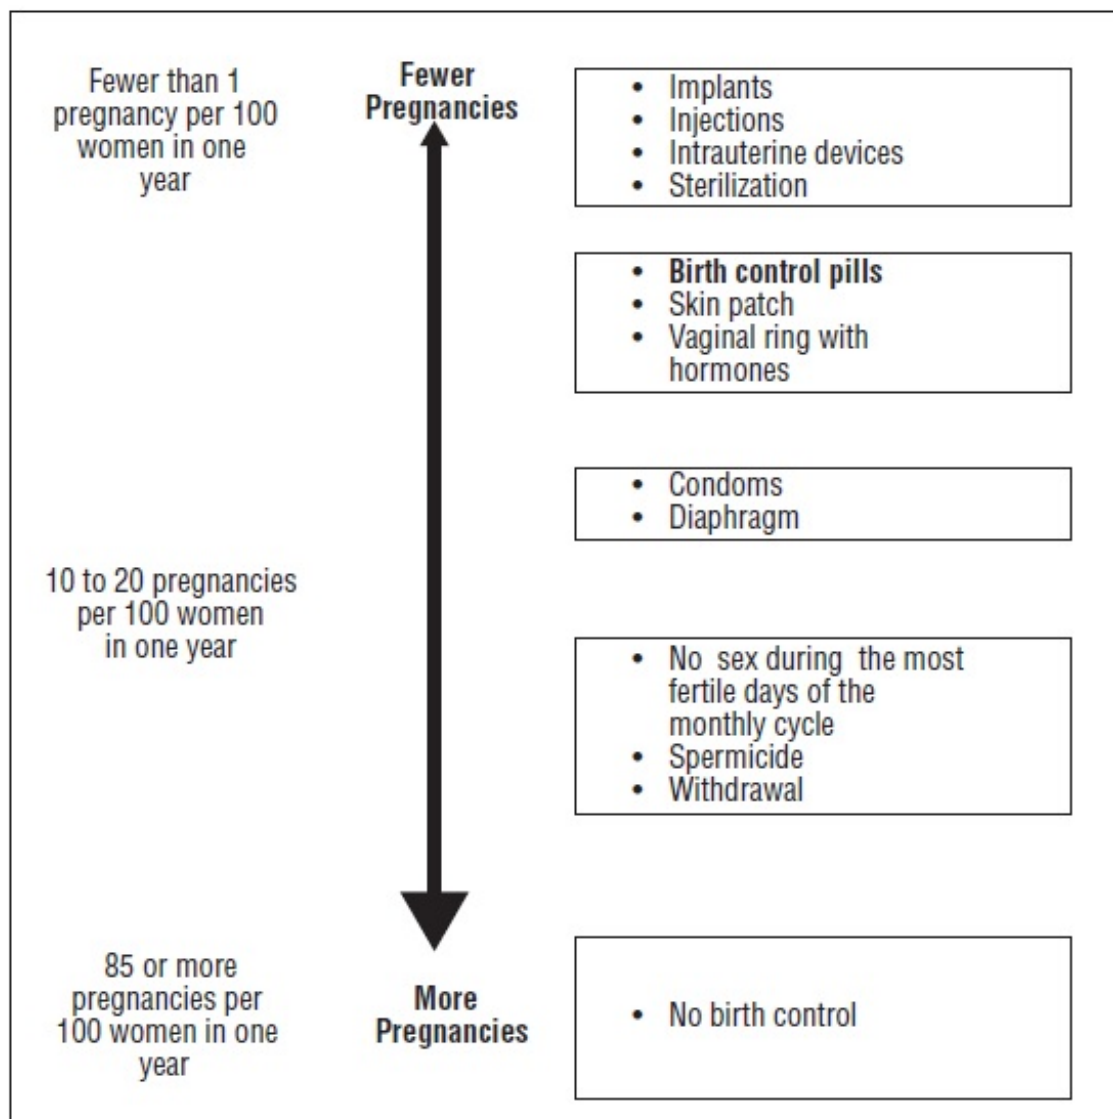 Fewer than 1
pregnancy per 100
women in one
year
Fewer
Pregnancies
• Implants
• Injections
• Intrauterine devices
• Sterilization
• Birth control pills
• Skin patch
• Vaginal ring with
hormones
• Condoms
• Diaphragm
10 to 20 pregnancies
per 100 women
in one year
• No sex during the most
fertile days of the
monthly cycle
• Spermicide
• Withdrawal
85 or more
pregnancies per
100 women in one
year
More
Pregnancies
• No birth control